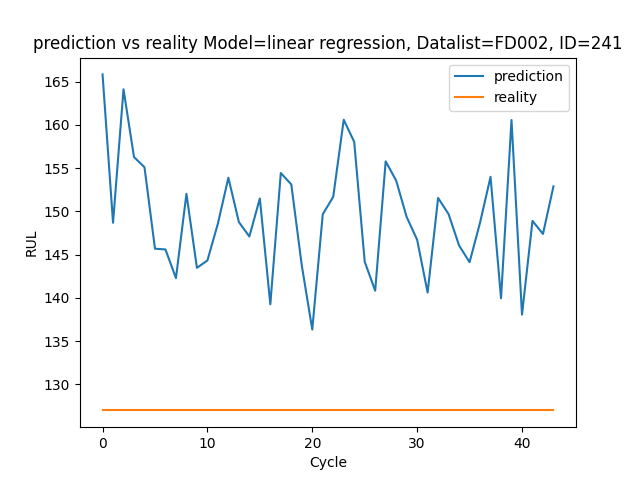 prediction vs reality Model=linear regression, Datalist=FD002, ID=241
prediction
reality
165
160
155
150
145
140
135
130
RUL
0 10 20 30 40
Cycle